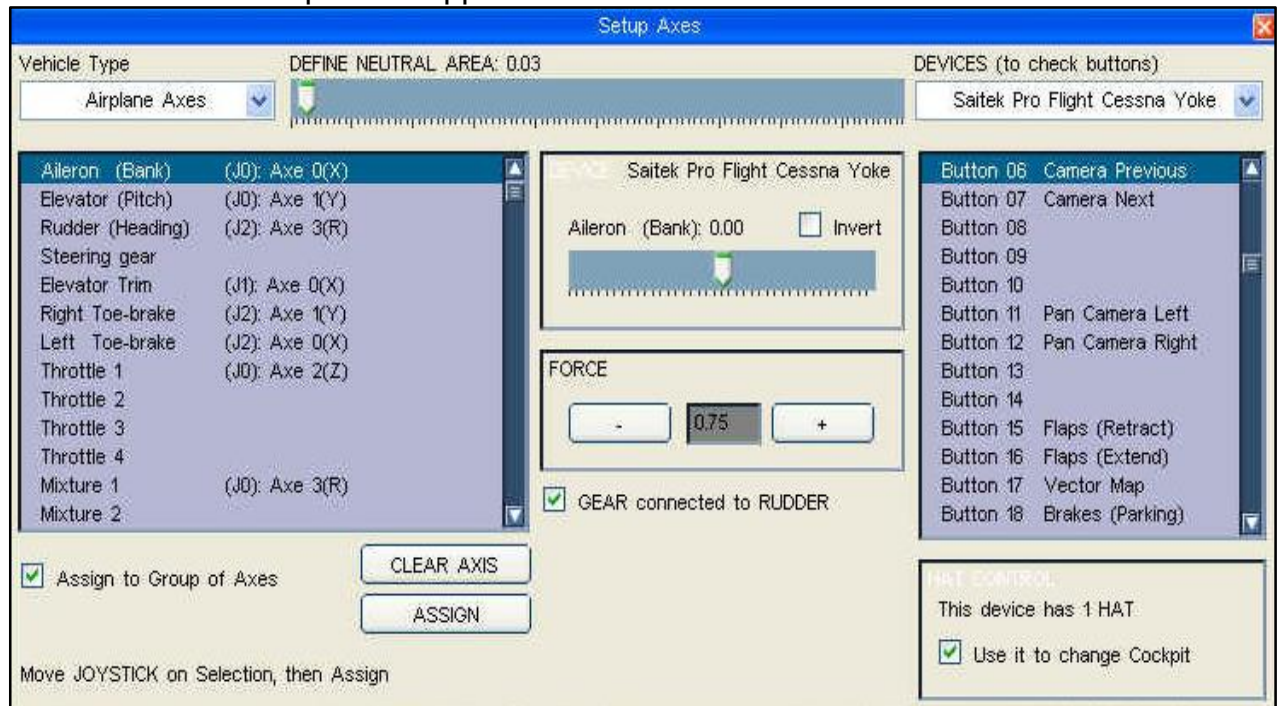 Setup Axes
Vehicle Type
DEFINE NEUTRAL AREA: 0.03
DEVICES (to check buttons)
Airplane Axes
Saitek Pro Flight Cessna Yoke
Aileron (Bank) (J0): Axe 0(X)
Elevator (Pitch) (J0): Axe 1(Y)
Rudder (Heading) (J2): Axe 3(R)
Steering gear
Elevator Trim (J1): Axe 0(X)
Right Toe-brake (J2): Axe 1(Y)
Left Toe-brake (J2): Axe 0(X)
Throttle 1 (J0): Axe 2(Z)
Throttle 2
Throttle 3
Throttle 4
Mixture 1 (J0): Axe 3(R)
Mixture 2
Assign to Group of Axes
CLEAR AXIS
ASSIGN
Move JOYSTICK on Selection, then Assign
DEVICE Saitek Pro Flight Cessna Yoke
Aileron (Bank): 0.00 Invert
FORCE
- 0.75 +
GEAR connected to RUDDER
Button 06 Camera Previous
Button 07 Camera Next
Button 08
Button 09
Button 10
Button 11 Pan Camera Left
Button 12 Pan Camera Right
Button 13
Button 14
Button 15 Flaps (Retract)
Button 16 Flaps (Extend)
Button 17 Vector Map
Button 18 Brakes (Parking)
HAT CONTROL
This device has 1 HAT
Use it to change Cockpit